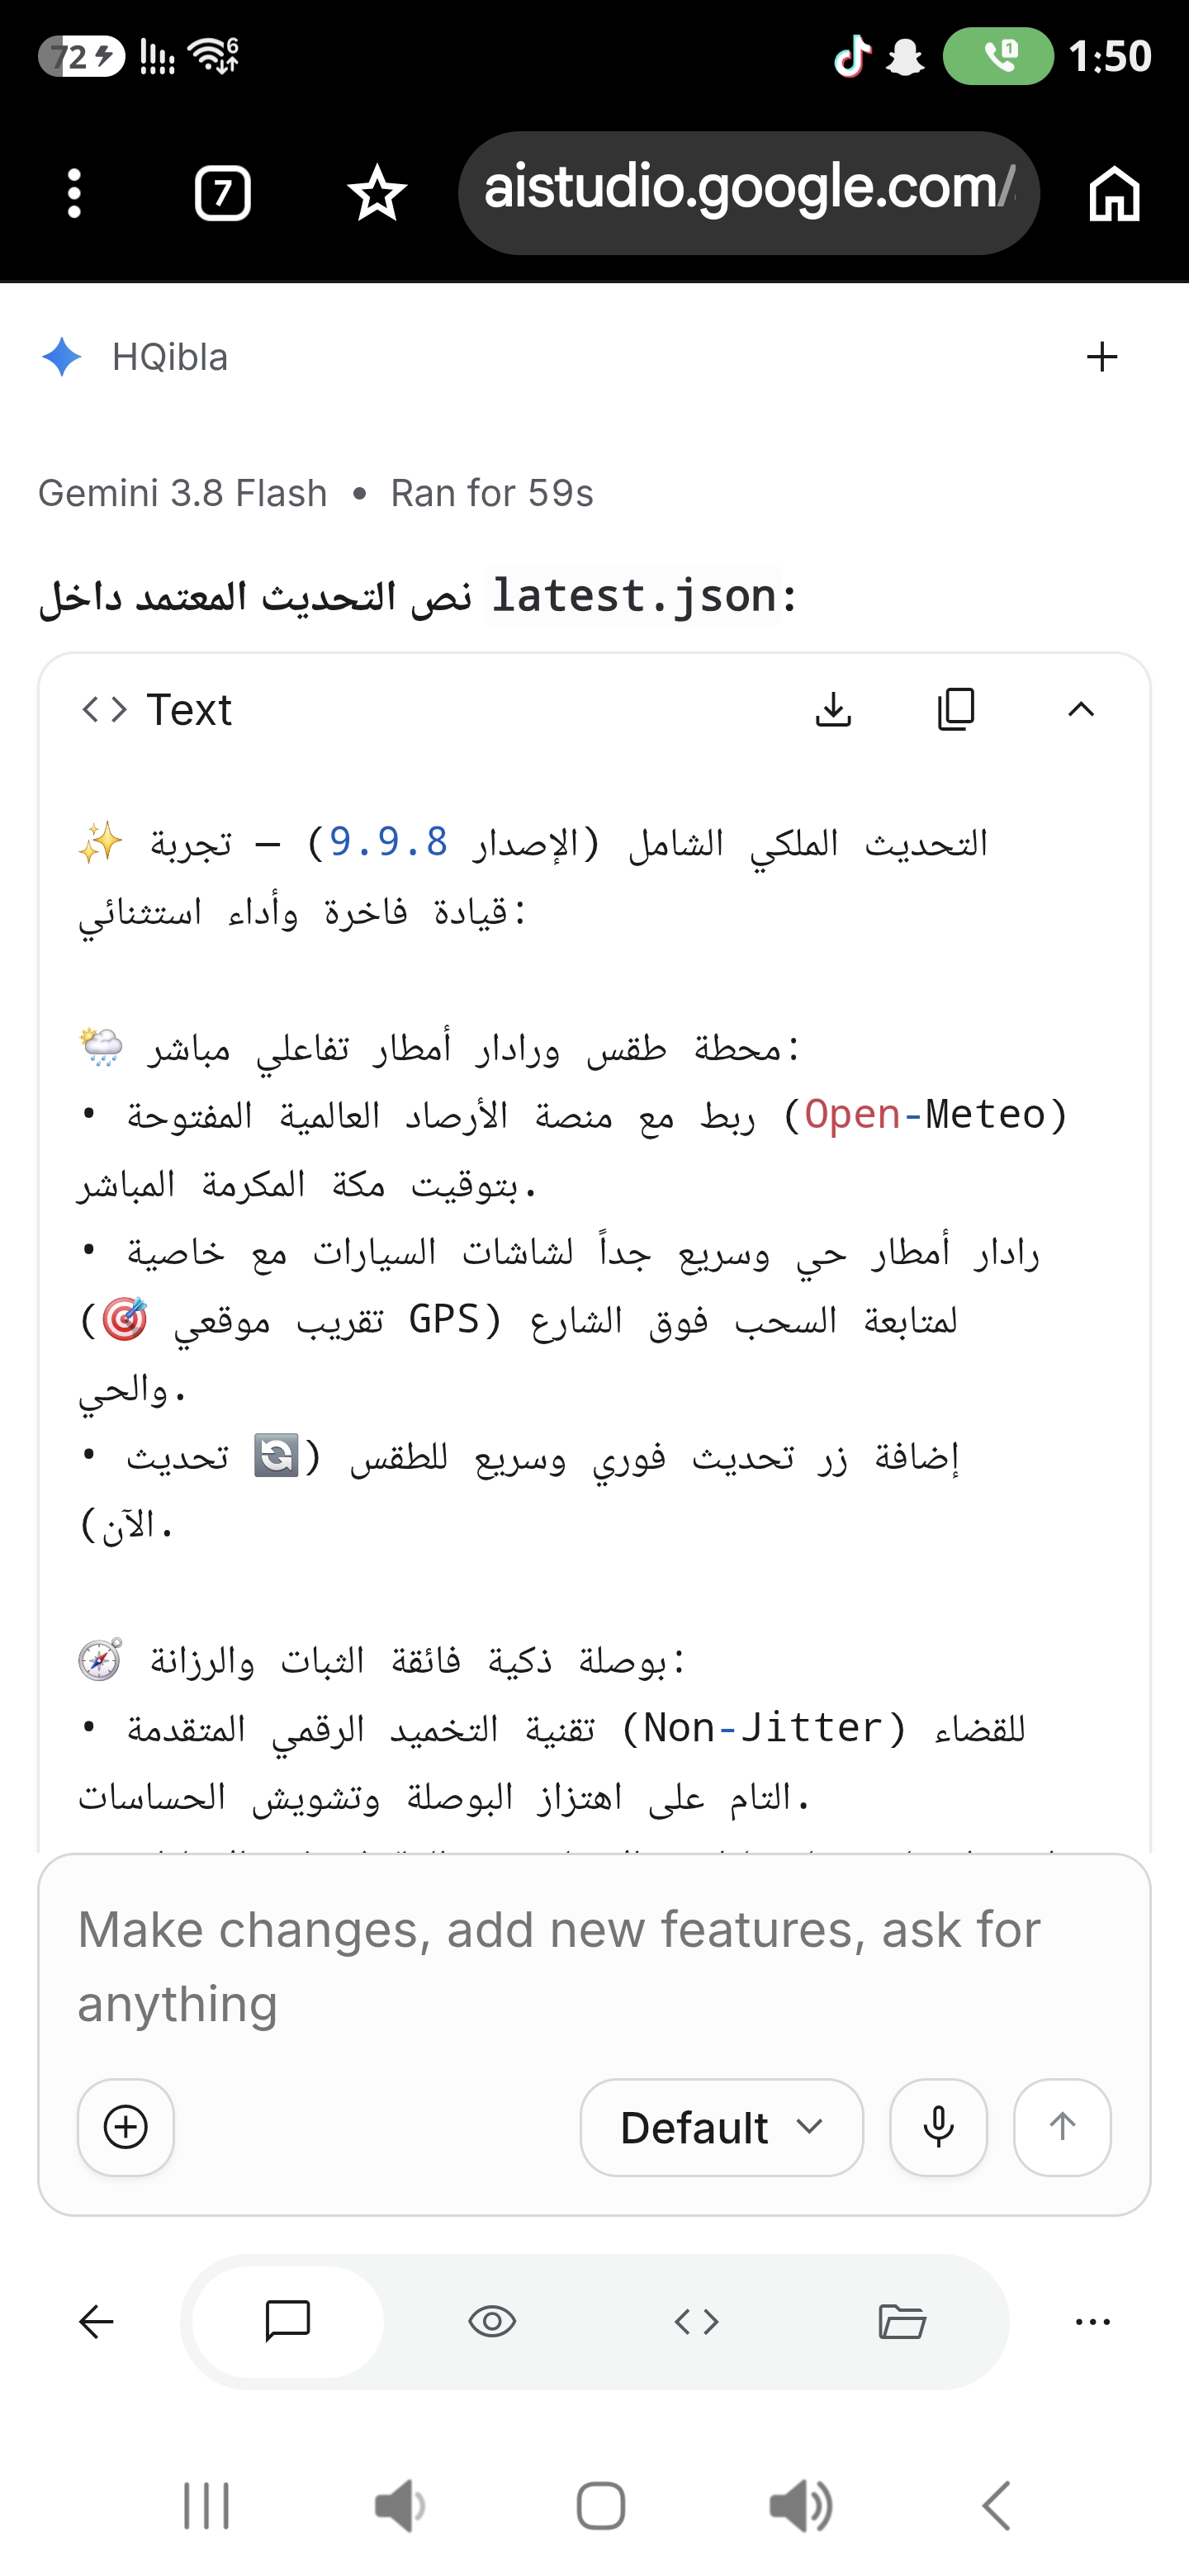 72
6
1
1:50
7
aistudio.google.com/
HQibla
Gemini 3.8 Flash • Ran for 59s
نص التحديث المعتمد داخل latest.json:
<> Text
✨ التحديث الملكي الشامل (الإصدار 9.9.8) — تجربة
قيادة فاخرة وأداء استثنائي:
🌦️ محطة طقس ورادار أمطار تفاعلي مباشر:
• ربط مع منصة الأرصاد العالمية المفتوحة (Open-Meteo)
بتوقيت مكة المكرمة المباشر.
• رادار أمطار حي وسريع جداً لشاشات السيارات مع خاصية
(🎯 تقريب موقعي GPS) لمتابعة السحب فوق الشارع
والحي.
• إضافة زر تحديث فوري وسريع للطقس (🔄 تحديث
الآن).
🧭 بوصلة ذكية فائقة الثبات والرزانة:
• تقنية التخميد الرقمي المتقدمة (Non-Jitter) للقضاء
التام على اهتزاز البوصلة وتشويش الحساسات.
Make changes, add new features, ask for
anything
Default